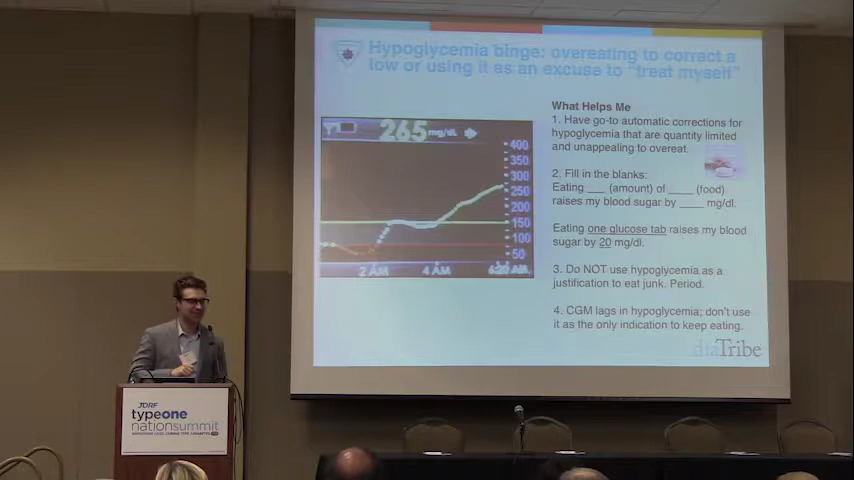 Hypoglycemia binge: overeating to correct a
low or using it as an excuse to "treat myself"
265 mg/dL
400
350
300
250
200
150
100
50
2 AM
4 AM
6:20 AM
What Helps Me
1. Have go-to automatic corrections for
hypoglycemia that are quantity limited
and unappealing to overeat.
2. Fill in the blanks:
Eating ___ (amount) of ____ (food)
raises my blood sugar by ____ mg/dl.
Eating one glucose tab raises my blood
sugar by 20 mg/dl.
3. Do NOT use hypoglycemia as a
justification to eat junk. Period.
4. CGM lags in hypoglycemia; don't use
it as the only indication to keep eating.
diaTribe
JDRF
typeone
nationsummit